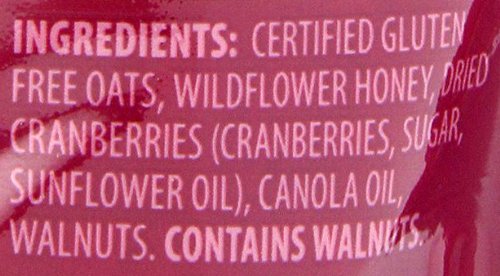 INGREDIENTS: CERTIFIED GLUTEN
FREE OATS, WILDFLOWER HONEY, DRIED
CRANBERRIES (CRANBERRIES, SUGAR,
SUNFLOWER OIL), CANOLA OIL,
WALNUTS. CONTAINS WALNUTS.